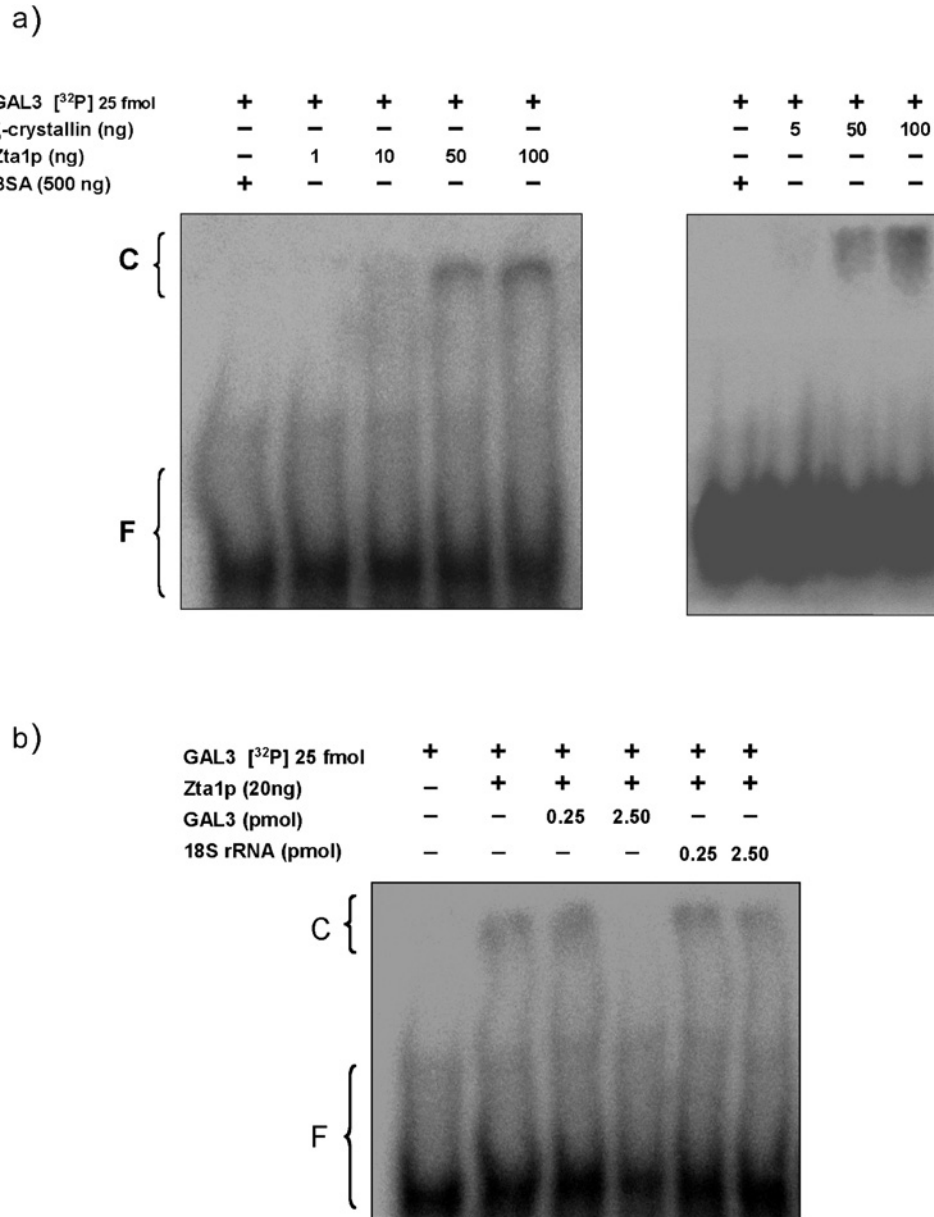 a)
GAL3 [³²P] 25 fmol + + + + + + + + +
-crystallin (ng) – – – – – – 5 50 100
Zta1p (ng) – 1 10 50 100 – – – –
BSA (500 ng) + – – – – + – – –
C
F
b)
GAL3 [³²P] 25 fmol + + + + + +
Zta1p (20ng) – + + + + +
GAL3 (pmol) – – 0.25 2.50 – –
18S rRNA (pmol) – – – – 0.25 2.50
C
F